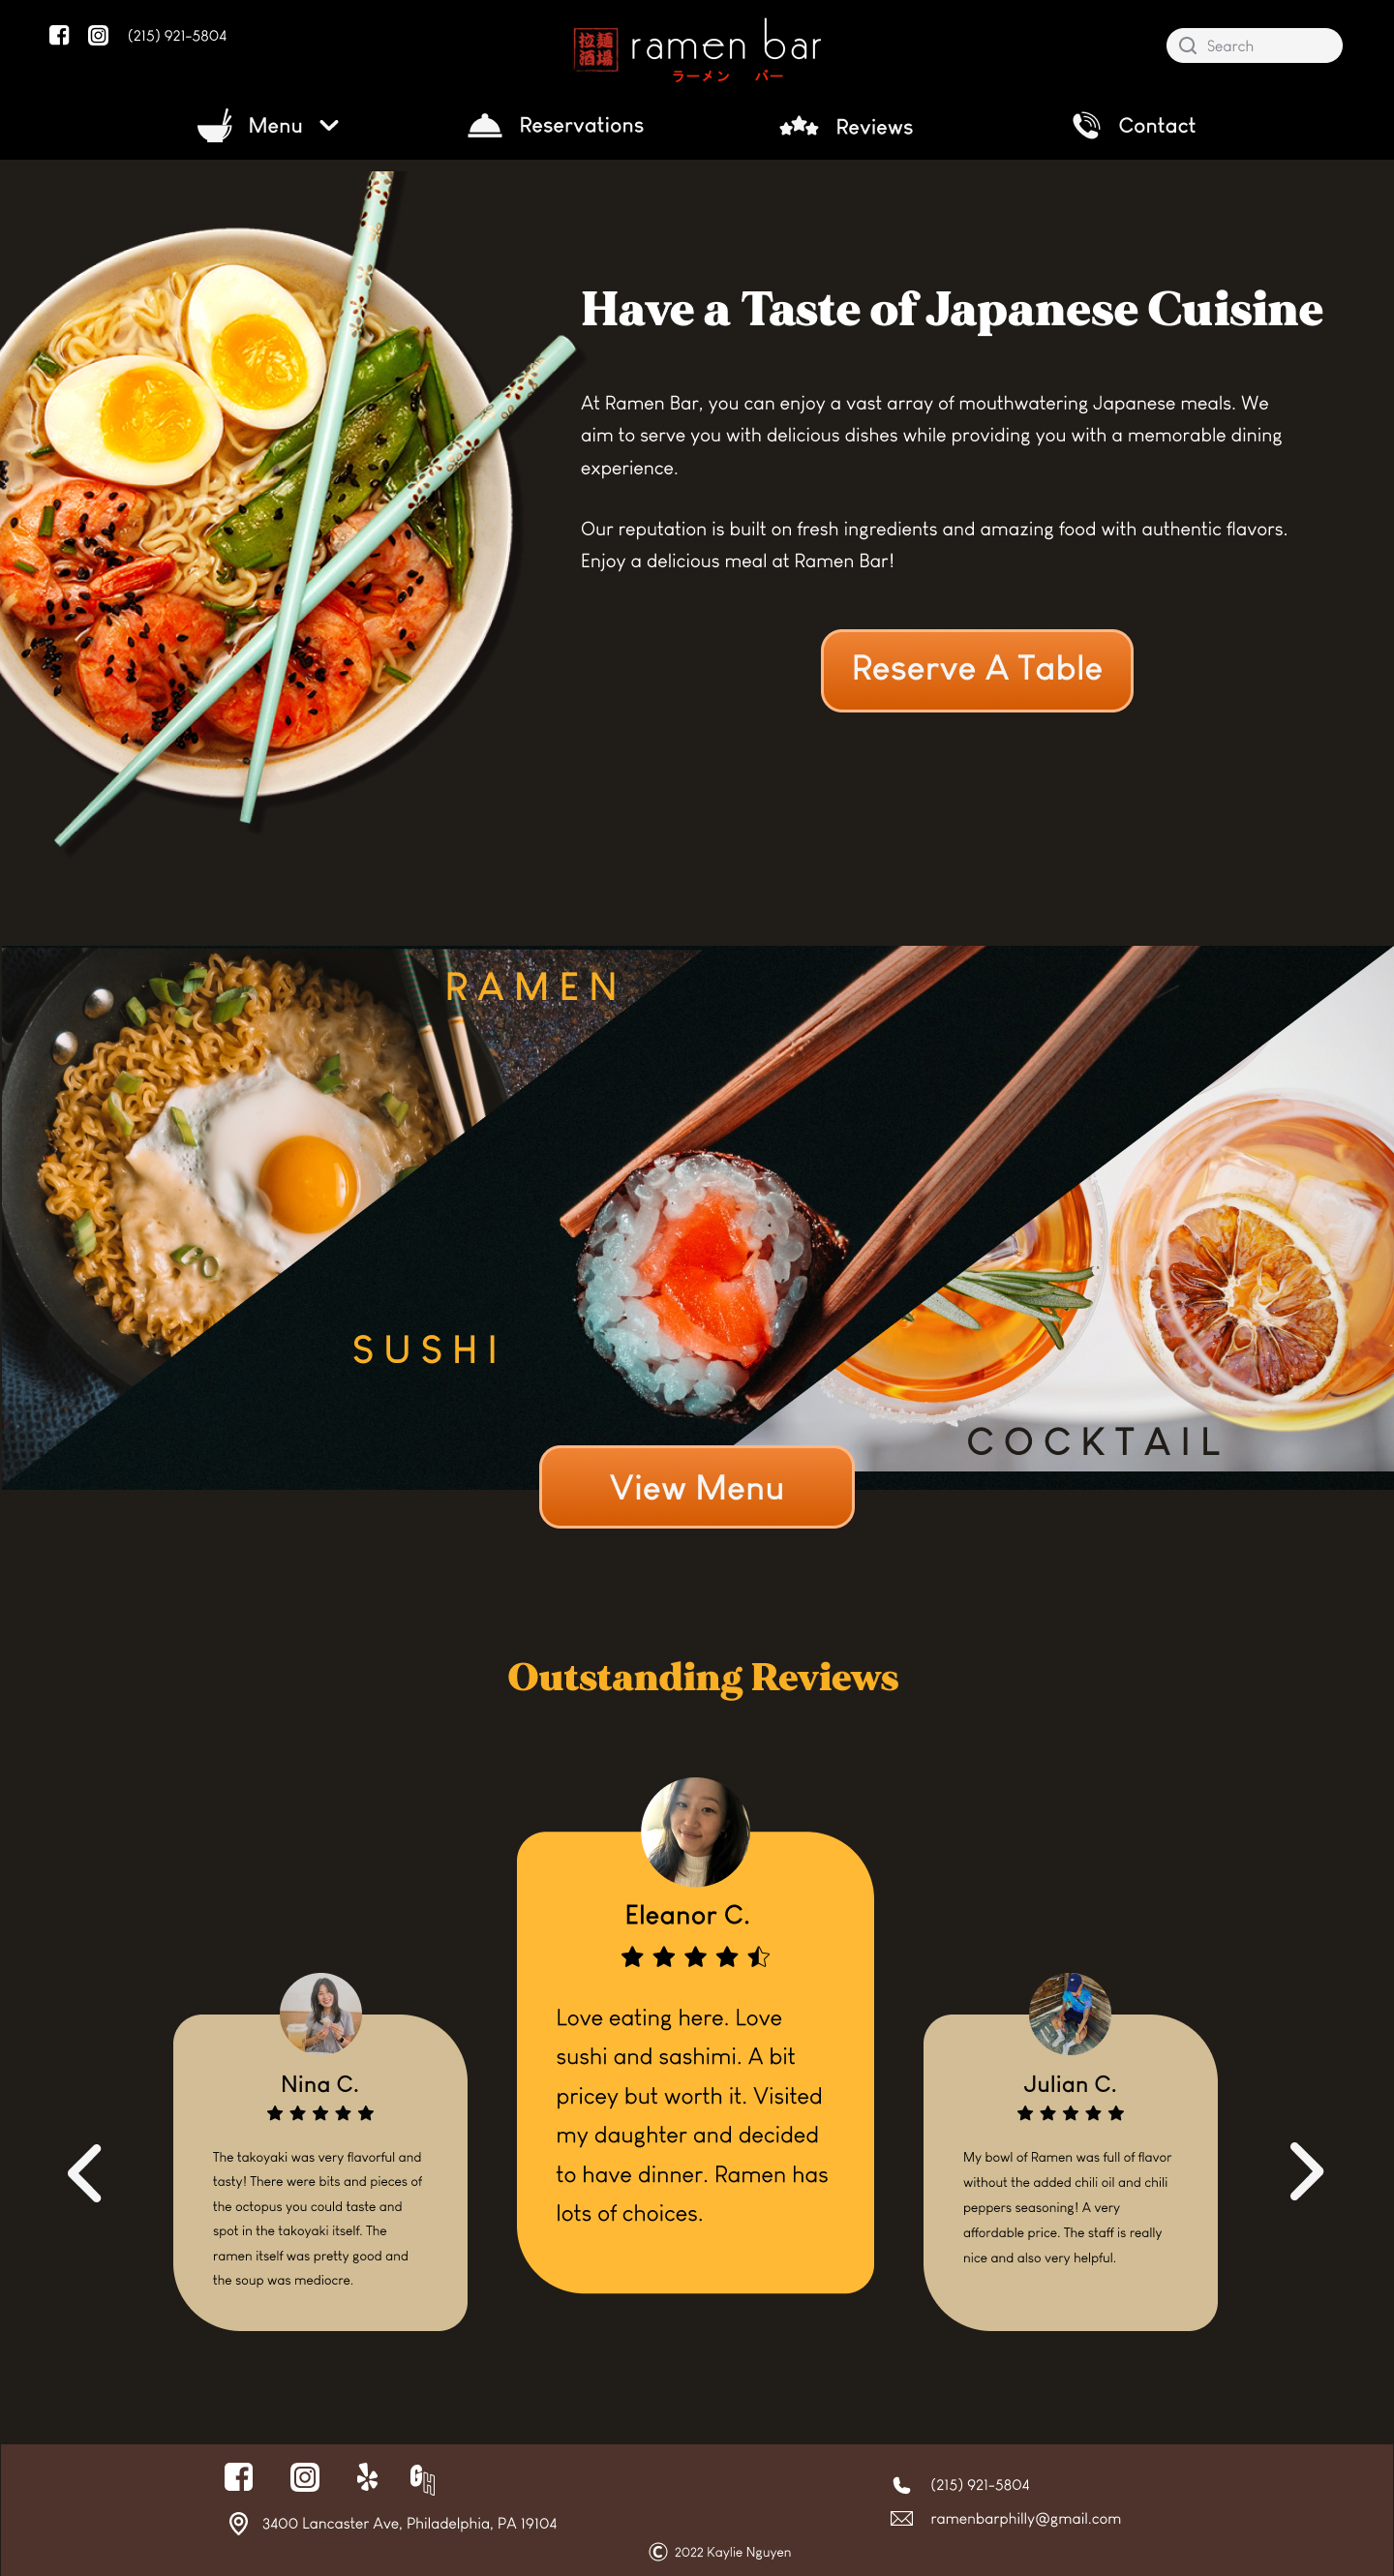 (215) 921-5804
拉麺
酒場
ramen bar
ラーメン バー
Search
Menu
Reservations
Reviews
Contact
Have a Taste of Japanese Cuisine
At Ramen Bar, you can enjoy a vast array of mouthwatering Japanese meals. We
aim to serve you with delicious dishes while providing you with a memorable dining
experience.
Our reputation is built on fresh ingredients and amazing food with authentic flavors.
Enjoy a delicious meal at Ramen Bar!
Reserve A Table
RAMEN
SUSHI
COCKTAIL
View Menu
Outstanding Reviews
Nina C.
The takoyaki was very flavorful and
tasty! There were bits and pieces of
the octopus you could taste and
spot in the takoyaki itself. The
ramen itself was pretty good and
the soup was mediocre.
Eleanor C.
Love eating here. Love
sushi and sashimi. A bit
pricey but worth it. Visited
my daughter and decided
to have dinner. Ramen has
lots of choices.
Julian C.
My bowl of Ramen was full of flavor
without the added chili oil and chili
peppers seasoning! A very
affordable price. The staff is really
nice and also very helpful.
GH
3400 Lancaster Ave, Philadelphia, PA 19104
(215) 921-5804
ramenbarphilly@gmail.com
© 2022 Kaylie Nguyen